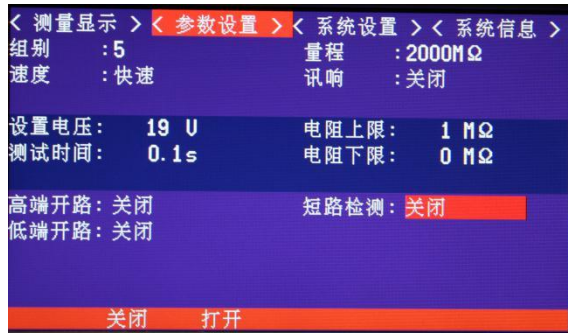 < 测量显示 > < 参数设置 > < 系统设置 > < 系统信息 >
组别 :5 量程 :2000MΩ
速度 :快速 讯响 :关闭
设置电压: 19 V 电阻上限: 1 MΩ
测试时间: 0.1s 电阻下限: 0 MΩ
高端开路:关闭 短路检测:关闭
低端开路:关闭
关闭 打开